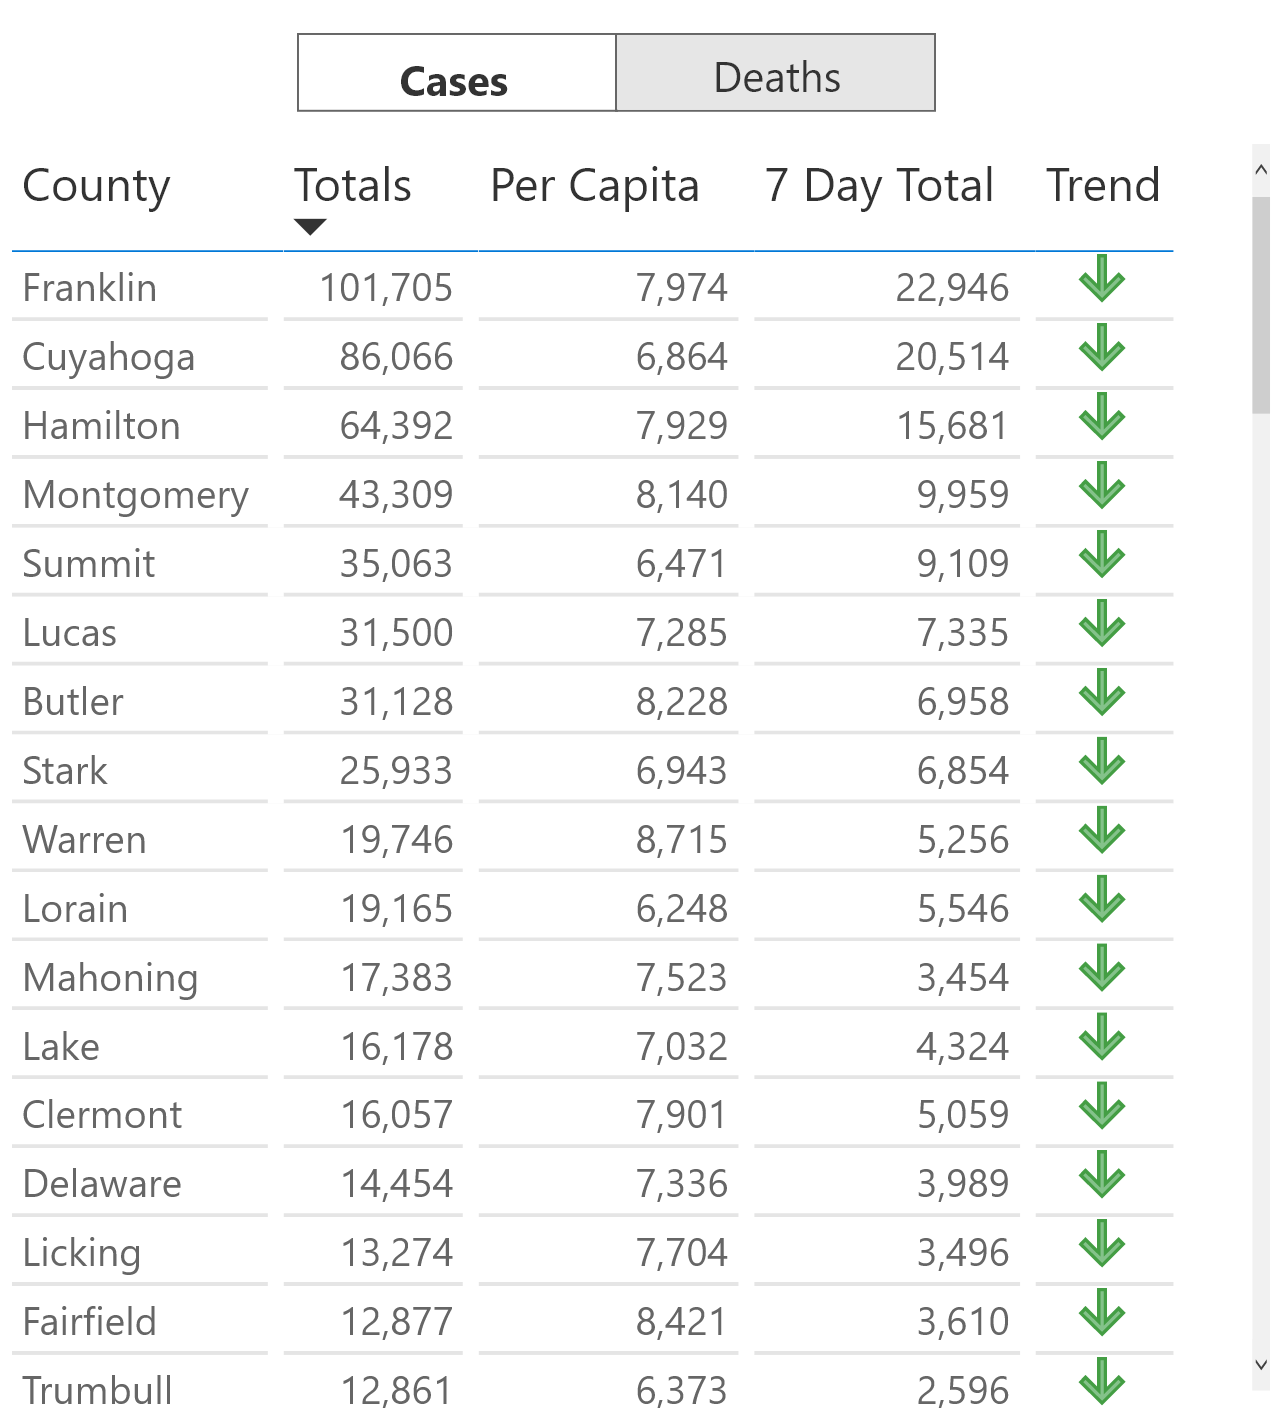 Cases Deaths
County Totals Per Capita 7 Day Total Trend
Franklin 101,705 7,974 22,946
Cuyahoga 86,066 6,864 20,514
Hamilton 64,392 7,929 15,681
Montgomery 43,309 8,140 9,959
Summit 35,063 6,471 9,109
Lucas 31,500 7,285 7,335
Butler 31,128 8,228 6,958
Stark 25,933 6,943 6,854
Warren 19,746 8,715 5,256
Lorain 19,165 6,248 5,546
Mahoning 17,383 7,523 3,454
Lake 16,178 7,032 4,324
Clermont 16,057 7,901 5,059
Delaware 14,454 7,336 3,989
Licking 13,274 7,704 3,496
Fairfield 12,877 8,421 3,610
Trumbull 12,861 6,373 2,596